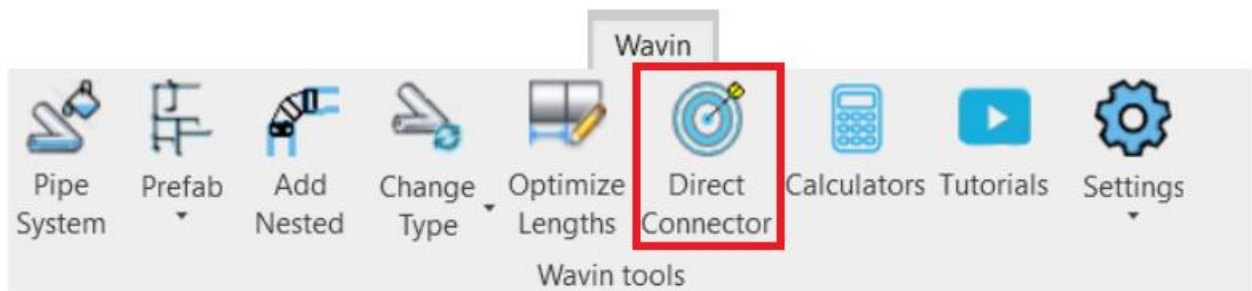 Wavin
Pipe Prefab Add Change Optimize Direct Calculators Tutorials Settings
System Nested Type Lengths Connector
Wavin tools